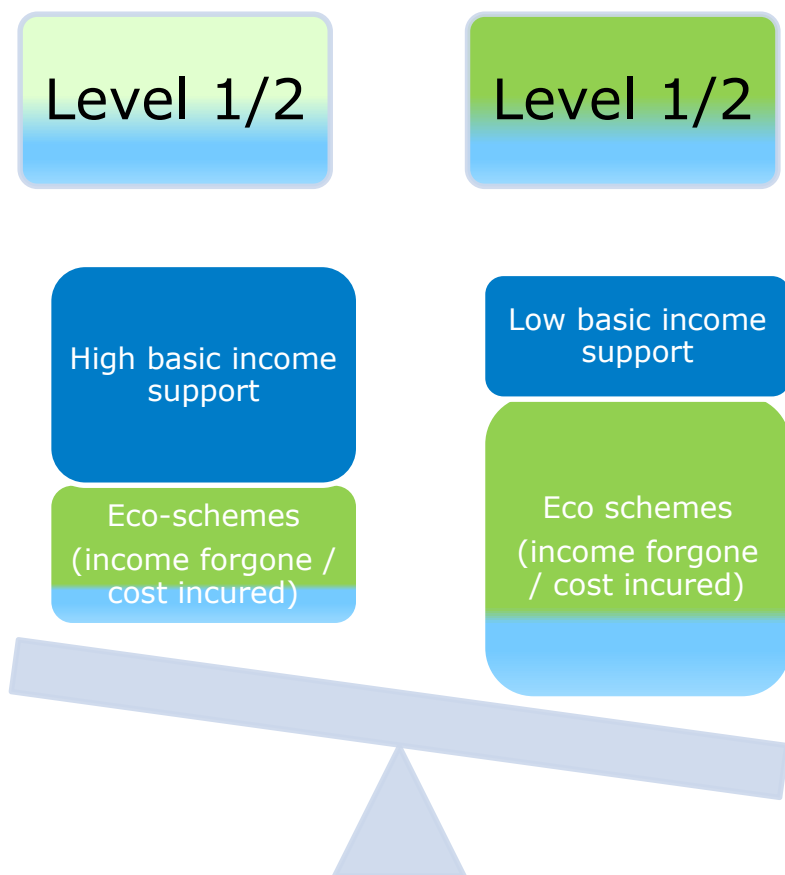 Level 1/2
Level 1/2
High basic income
support
Eco-schemes
(income forgone /
cost incured)
Low basic income
support
Eco schemes
(income forgone
/ cost incured)